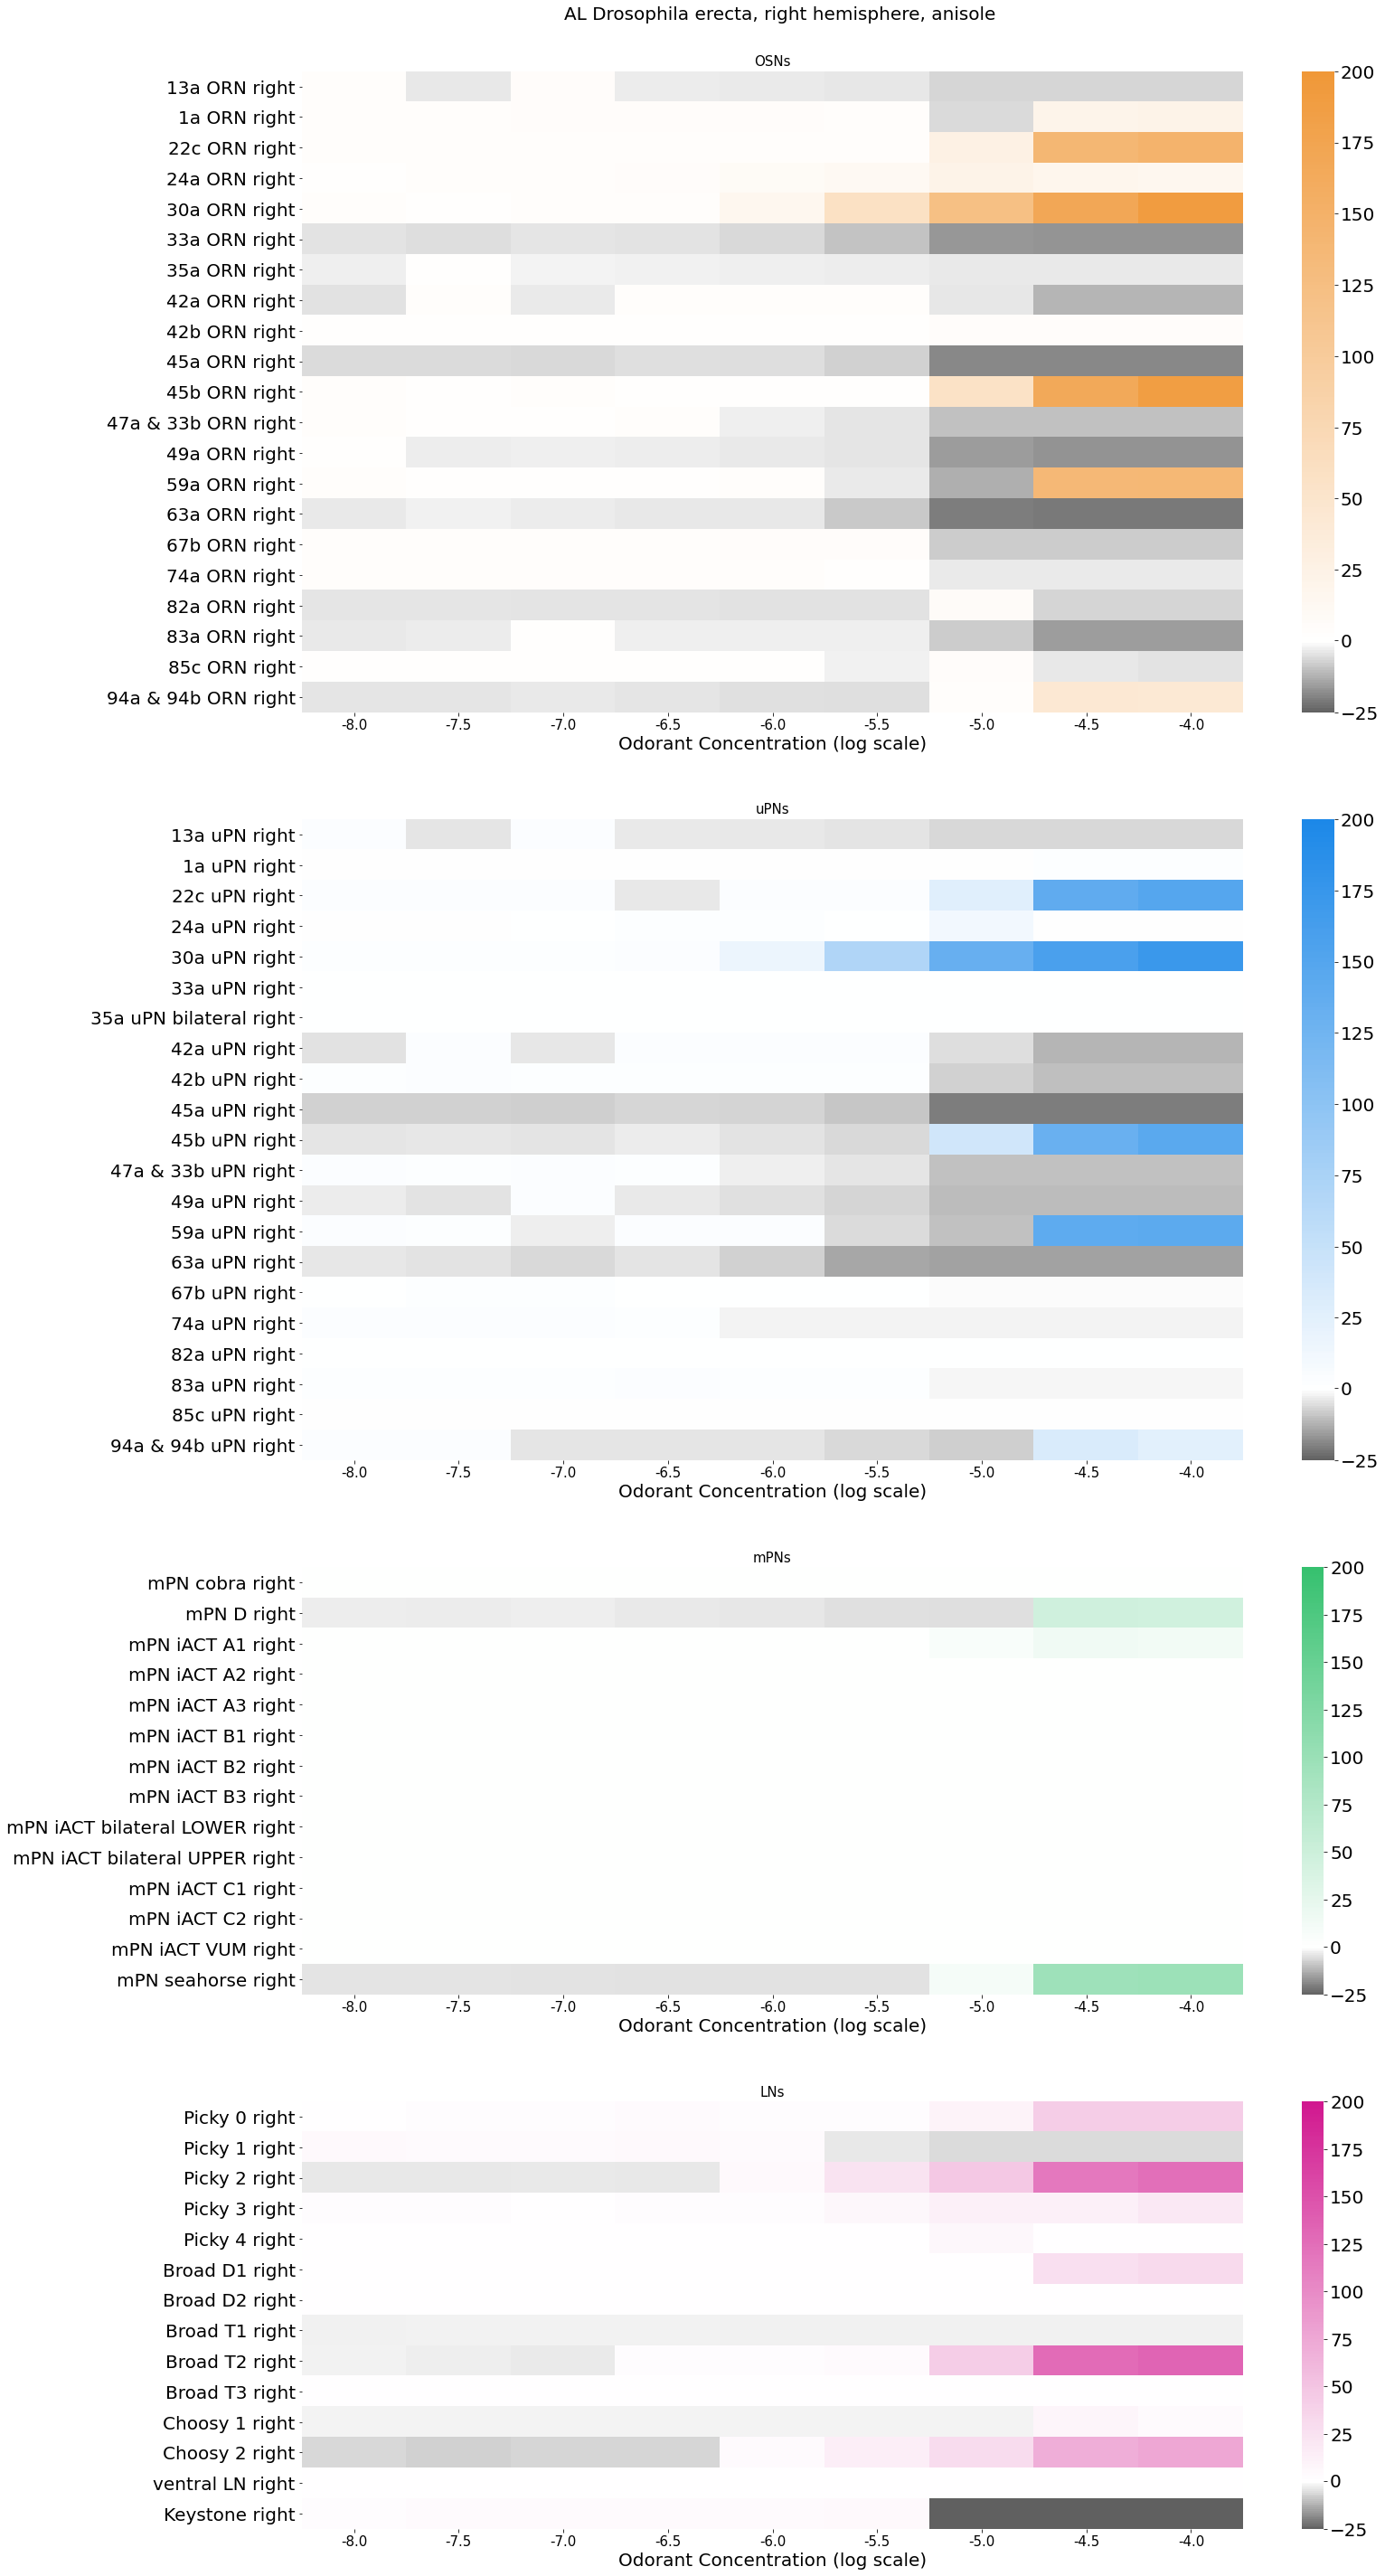 AL Drosophila erecta, right hemisphere, anisole
OSNs
13a ORN right
1a ORN right
22c ORN right
24a ORN right
30a ORN right
33a ORN right
35a ORN right
42a ORN right
42b ORN right
45a ORN right
45b ORN right
47a & 33b ORN right
49a ORN right
59a ORN right
63a ORN right
67b ORN right
74a ORN right
82a ORN right
83a ORN right
85c ORN right
94a & 94b ORN right
-8.0 -7.5 -7.0 -6.5 -6.0 -5.5 -5.0 -4.5 -4.0
Odorant Concentration (log scale)
200
175
150
125
100
75
50
25
0
−25
uPNs
13a uPN right
1a uPN right
22c uPN right
24a uPN right
30a uPN right
33a uPN right
35a uPN bilateral right
42a uPN right
42b uPN right
45a uPN right
45b uPN right
47a & 33b uPN right
49a uPN right
59a uPN right
63a uPN right
67b uPN right
74a uPN right
82a uPN right
83a uPN right
85c uPN right
94a & 94b uPN right
-8.0 -7.5 -7.0 -6.5 -6.0 -5.5 -5.0 -4.5 -4.0
Odorant Concentration (log scale)
200
175
150
125
100
75
50
25
0
−25
mPNs
mPN cobra right
mPN D right
mPN iACT A1 right
mPN iACT A2 right
mPN iACT A3 right
mPN iACT B1 right
mPN iACT B2 right
mPN iACT B3 right
mPN iACT bilateral LOWER right
mPN iACT bilateral UPPER right
mPN iACT C1 right
mPN iACT C2 right
mPN iACT VUM right
mPN seahorse right
-8.0 -7.5 -7.0 -6.5 -6.0 -5.5 -5.0 -4.5 -4.0
Odorant Concentration (log scale)
200
175
150
125
100
75
50
25
0
−25
LNs
Picky 0 right
Picky 1 right
Picky 2 right
Picky 3 right
Picky 4 right
Broad D1 right
Broad D2 right
Broad T1 right
Broad T2 right
Broad T3 right
Choosy 1 right
Choosy 2 right
ventral LN right
Keystone right
-8.0 -7.5 -7.0 -6.5 -6.0 -5.5 -5.0 -4.5 -4.0
Odorant Concentration (log scale)
200
175
150
125
100
75
50
25
0
−25